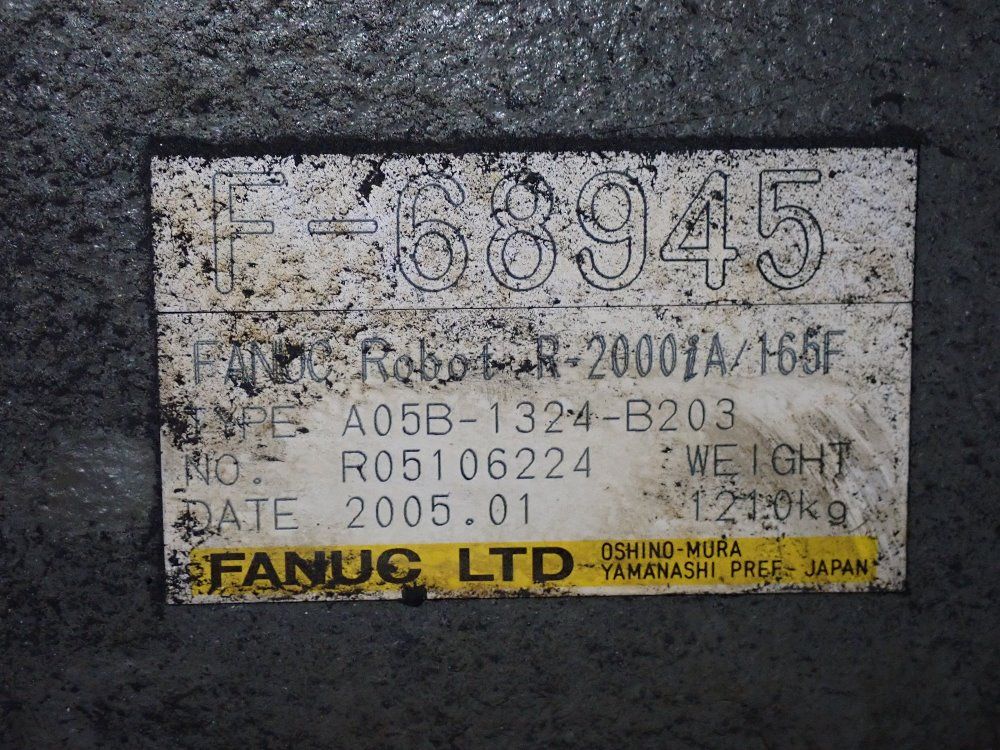 F-68945
FANUC Robot R-2000iA/165F
TYPE A05B-1324-B203
NO. R05106224 WEIGHT
DATE 2005.01 1210kg
FANUC LTD OSHINO-MURA
YAMANASHI PREF. JAPAN